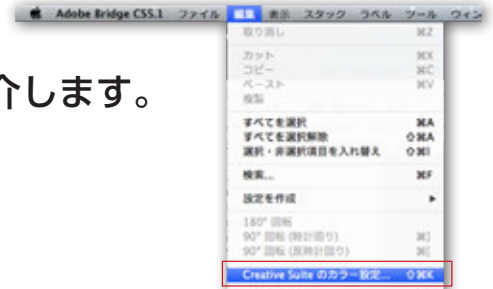 Adobe Bridge CS5.1 ファイル 編集 表示 スタック ラベル ツール ウィン
取り消し ⌘Z
カット ⌘X
コピー ⌘C
ペースト ⌘V
複製
すべてを選択 ⌘A
すべてを選択解除 ⇧⌘A
選択・非選択項目を入れ替え ⇧⌘I
検索... ⌘F
設定を作成 ▶
180° 回転
90° 回転 (時計回り) ⌘]
90° 回転 (反時計回り) ⌘[
Creative Suite のカラー設定... ⇧⌘K
介します。